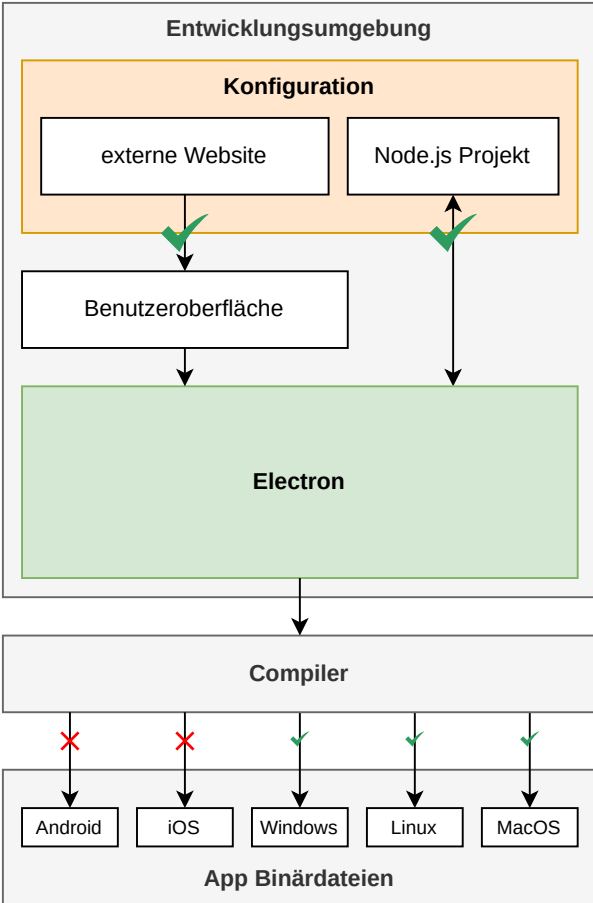 Entwicklungsumgebung
Konfiguration
externe Website
Node.js Projekt
Benutzeroberfläche
Electron
Compiler
Android
iOS
Windows
Linux
MacOS
App Binärdateien